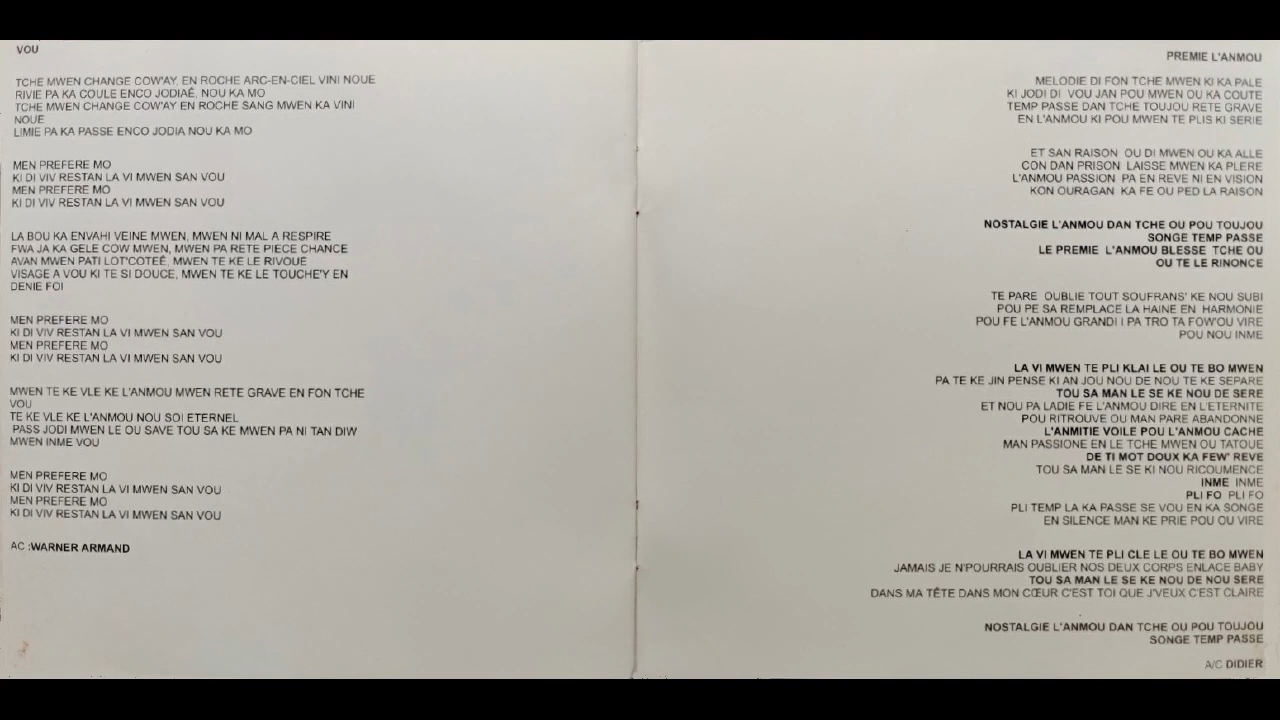 VOU
TCHE MWEN CHANGE COW'AY, EN ROCHE ARC-EN-CIEL VINI NOUE
RIVIE PA KA COULE ENCO JODIAÉ, NOU KA MO
TCHE MWEN CHANGE COW'AY EN ROCHE SANG MWEN KA VINI
NOUE
LIMIE PA KA PASSE ENCO JODIA NOU KA MO
MEN PREFERE MO
KI DI VIV RESTAN LA VI MWEN SAN VOU
MEN PREFERE MO
KI DI VIV RESTAN LA VI MWEN SAN VOU
LA BOU KA ENVAHI VEINE MWEN, MWEN NI MAL A RESPIRE
FWA JA KA GELE COW MWEN, MWEN PA RETE PIECE CHANCE
AVAN MWEN PATI LOT'COTEÉ, MWEN TE KE LE RIVOUE
VISAGE A VOU KI TE SI DOUCE, MWEN TE KE LE TOUCHE'Y EN
DENIE FOI
MEN PREFERE MO
KI DI VIV RESTAN LA VI MWEN SAN VOU
MEN PREFERE MO
KI DI VIV RESTAN LA VI MWEN SAN VOU
MWEN TE KE VLE KE L'ANMOU MWEN RETE GRAVE EN FON TCHE
VOU
TE KE VLE KE L'ANMOU NOU SOI ETERNEL
PASS JODI MWEN LE OU SAVE TOU SA KE MWEN PA NI TAN DIW
MWEN INME VOU
MEN PREFERE MO
KI DI VIV RESTAN LA VI MWEN SAN VOU
MEN PREFERE MO
KI DI VIV RESTAN LA VI MWEN SAN VOU
AC :WARNER ARMAND
PREMIE L'ANMOU
MELODIE DI FON TCHE MWEN KI KA PALE
KI JODI DI VOU JAN POU MWEN OU KA COUTE
TEMP PASSE DAN TCHE TOUJOU RETE GRAVE
EN L'ANMOU KI POU MWEN TE PLIS KI SERIE
ET SAN RAISON OU DI MWEN OU KA ALLE
CON DAN PRISON LAISSE MWEN KA PLERE
L'ANMOU PASSION PA EN REVE NI EN VISION
KON OURAGAN KA FE OU PED LA RAISON
NOSTALGIE L'ANMOU DAN TCHE OU POU TOUJOU
SONGE TEMP PASSE
LE PREMIE L'ANMOU BLESSE TCHE OU
OU TE LE RINONCE
TE PARE OUBLIE TOUT SOUFRANS' KE NOU SUBI
POU PE SA REMPLACE LA HAINE EN HARMONIE
POU FE L'ANMOU GRANDI I PA TRO TA FOW'OU VIRE
POU NOU INME
LA VI MWEN TE PLI KLAI LE OU TE BO MWEN
PA TE KE JIN PENSE KI AN JOU NOU DE NOU TE KE SEPARE
TOU SA MAN LE SE KE NOU DE SERE
ET NOU PA LADIE FE L'ANMOU DIRE EN L'ETERNITE
POU RITROUVE OU MAN PARE ABANDONNE
L'ANMITIE VOILE POU L'ANMOU CACHE
MAN PASSIONE EN LE TCHE MWEN OU TATOUE
DE TI MOT DOUX KA FEW' REVE
TOU SA MAN LE SE KI NOU RICOUMENCE
INME INME
PLI FO PLI FO
PLI TEMP LA KA PASSE SE VOU EN KA SONGE
EN SILENCE MAN KE PRIE POU OU VIRE
LA VI MWEN TE PLI CLE LE OU TE BO MWEN
JAMAIS JE N'POURRAIS OUBLIER NOS DEUX CORPS ENLACE BABY
TOU SA MAN LE SE KE NOU DE NOU SERE
DANS MA TÊTE DANS MON CŒUR C'EST TOI QUE J'VEUX C'EST CLAIRE
NOSTALGIE L'ANMOU DAN TCHE OU POU TOUJOU
SONGE TEMP PASSE
A/C DIDIER